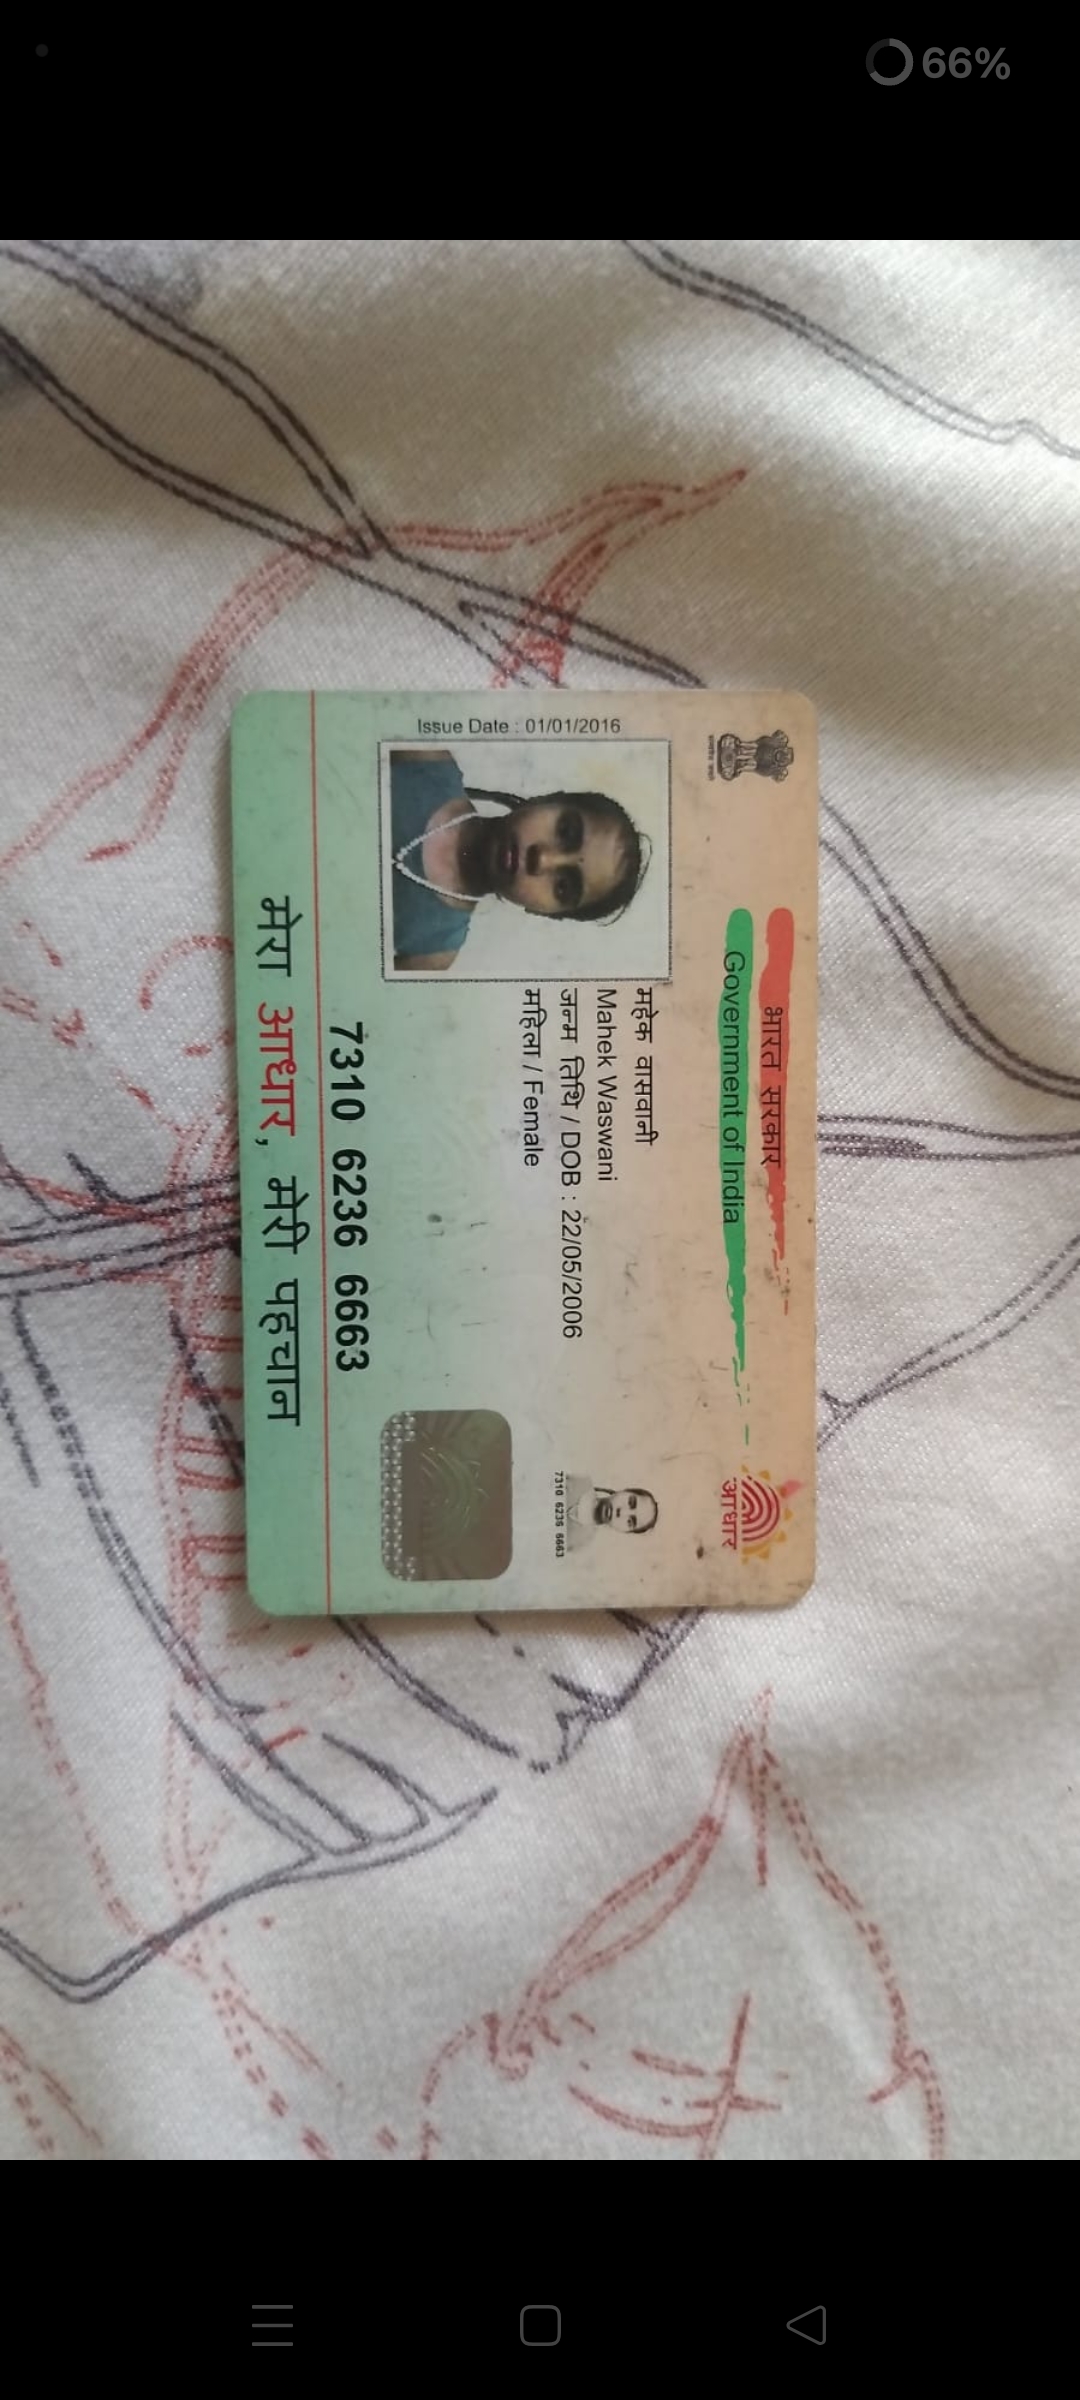 66%
भारत सरकार
Government of India
Issue Date : 01/01/2016
महेक वासवानी
Mahek Waswani
जन्म तिथि / DOB : 22/05/2006
महिला / Female
आधार
7310 6236 6663
7310 6236 6663
मेरा आधार, मेरी पहचान